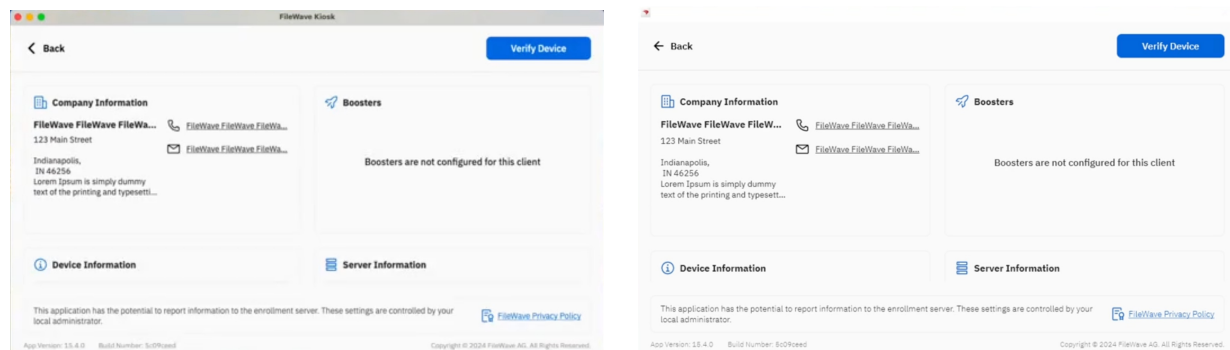 FileWave Kiosk
Back
Verify Device
Company Information
FileWave FileWave FileWa...
123 Main Street
Indianapolis,
IN 46256
Lorem Ipsum is simply dummy
text of the printing and typesetti...
FileWave FileWave FileWa...
FileWave FileWave FileWa...
Boosters
Boosters are not configured for this client
Device Information
Server Information
This application has the potential to report information to the enrollment server. These settings are controlled by your
local administrator.
FileWave Privacy Policy
App Version: 15.4.0 Build Number: 5c09ceed
Copyright © 2024 FileWave AG. All Rights Reserved.
Back
Verify Device
Company Information
FileWave FileWave FileW...
123 Main Street
Indianapolis,
IN 46256
Lorem Ipsum is simply dummy
text of the printing and typesett...
FileWave FileWave FileWa...
FileWave FileWave FileWa...
Boosters
Boosters are not configured for this client
Device Information
Server Information
This application has the potential to report information to the enrollment server. These settings are controlled by your
local administrator.
FileWave Privacy Policy
App Version: 15.4.0 Build Number: 5c09ceed
Copyright © 2024 FileWave AG. All Rights Reserved.